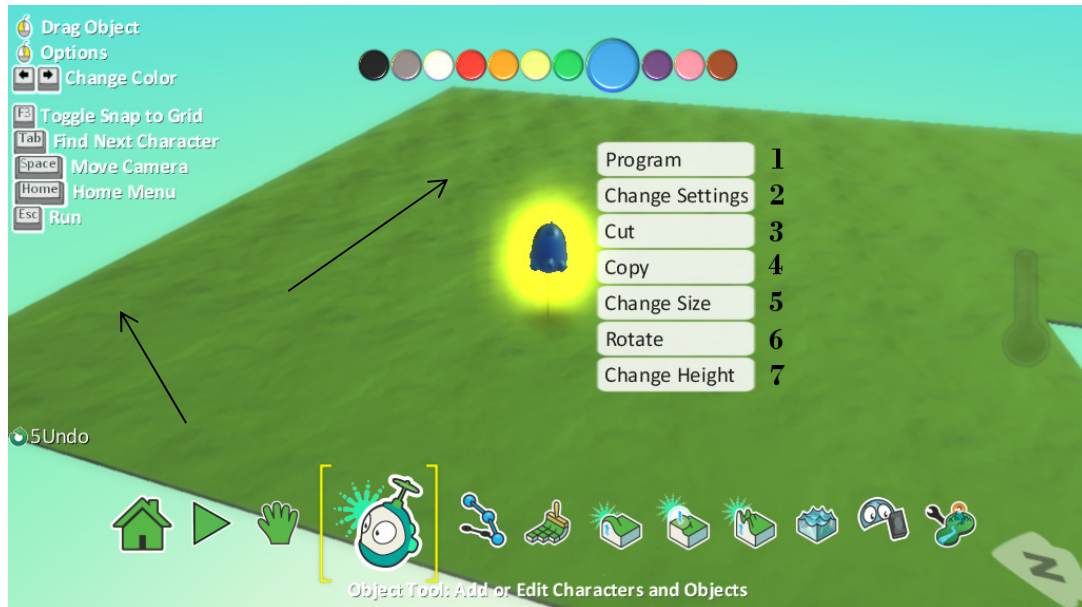 Drag Object
Options
Change Color
F3 Toggle Snap to Grid
Tab Find Next Character
Space Move Camera
Home Home Menu
Esc Run
Program 1
Change Settings 2
Cut 3
Copy 4
Change Size 5
Rotate 6
Change Height 7
5Undo
Object Tool: Add or Edit Characters and Objects
N